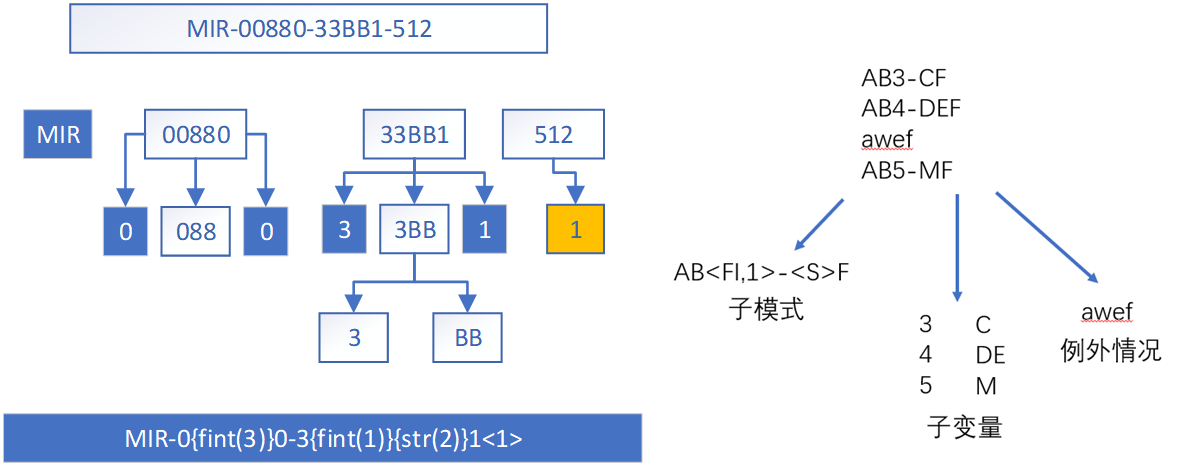 MIR-00880-33BB1-512
MIR
00880
33BB1
512
0
088
0
3
3BB
1
1
3
BB
MIR-0{fint(3)}0-3{fint(1)}{str(2)}1<1>
AB3-CF
AB4-DEF
awef
AB5-MF
AB<FI,1>-<S>F
子模式
3 C
4 DE
5 M
子变量
awef
例外情况